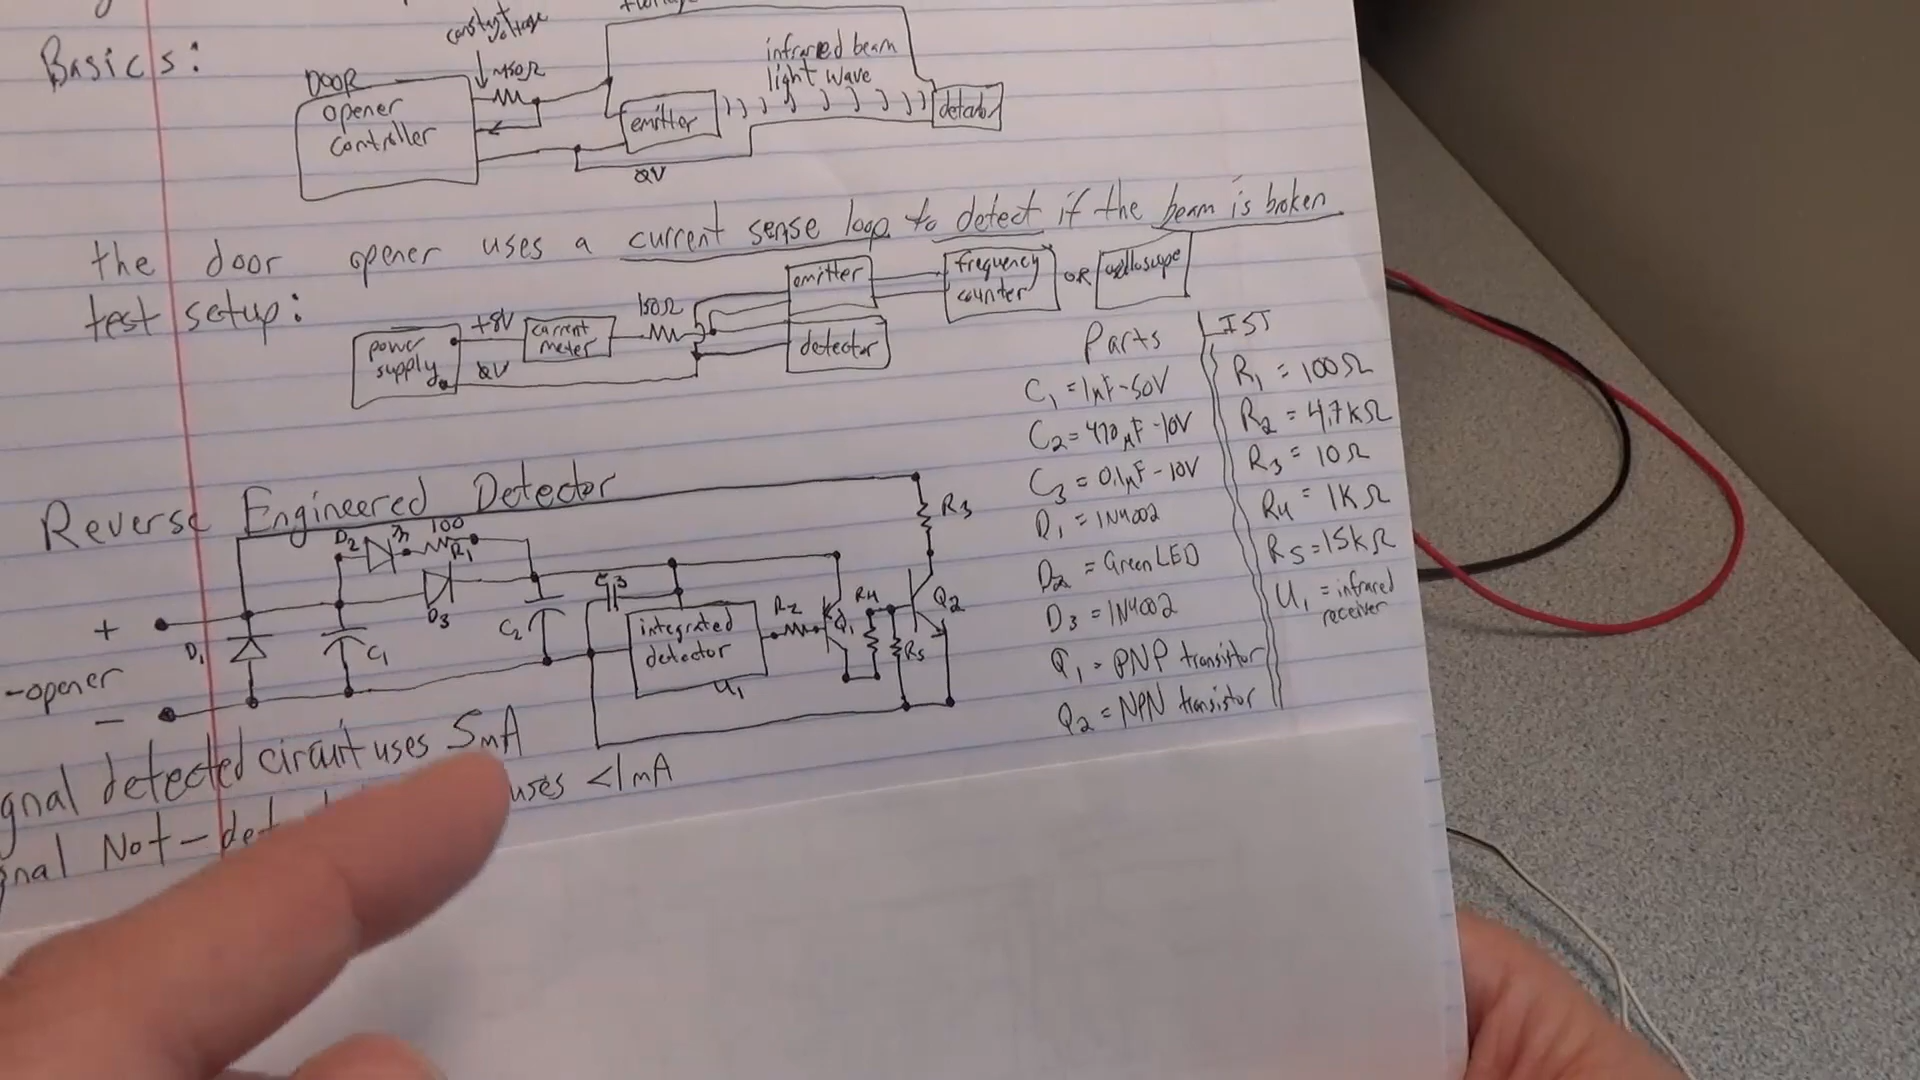 Basics:
constant voltage
~150Ω
DOOR
opener
controller
emitter
infrared beam
light wave
detector
0V
the door opener uses a current sense loop to detect if the beam is broken
test setup:
power
supply
+8V
0V
current
meter
150Ω
emitter
detector
frequency
counter
OR
oscilloscope
Parts LIST
C1 = 1µF-50V
C2 = 470µF-10V
C3 = 0.1µF-10V
D1 = 1N4002
D2 = Green LED
D3 = 1N4002
Q1 = PNP transistor
Q2 = NPN transistor
R1 = 100Ω
R2 = 4.7kΩ
R3 = 10Ω
R4 = 1KΩ
R5 = 15kΩ
U1 = infrared
receiver
Reverse Engineered Detector
+
-opener
-
D1
C1
D2
100
R1
D3
C2
C3
integrated
detector
U1
R2
Q1
R4
R5
Q2
R3
gnal detected circuit uses 5mA
gnal Not-det uses <1mA